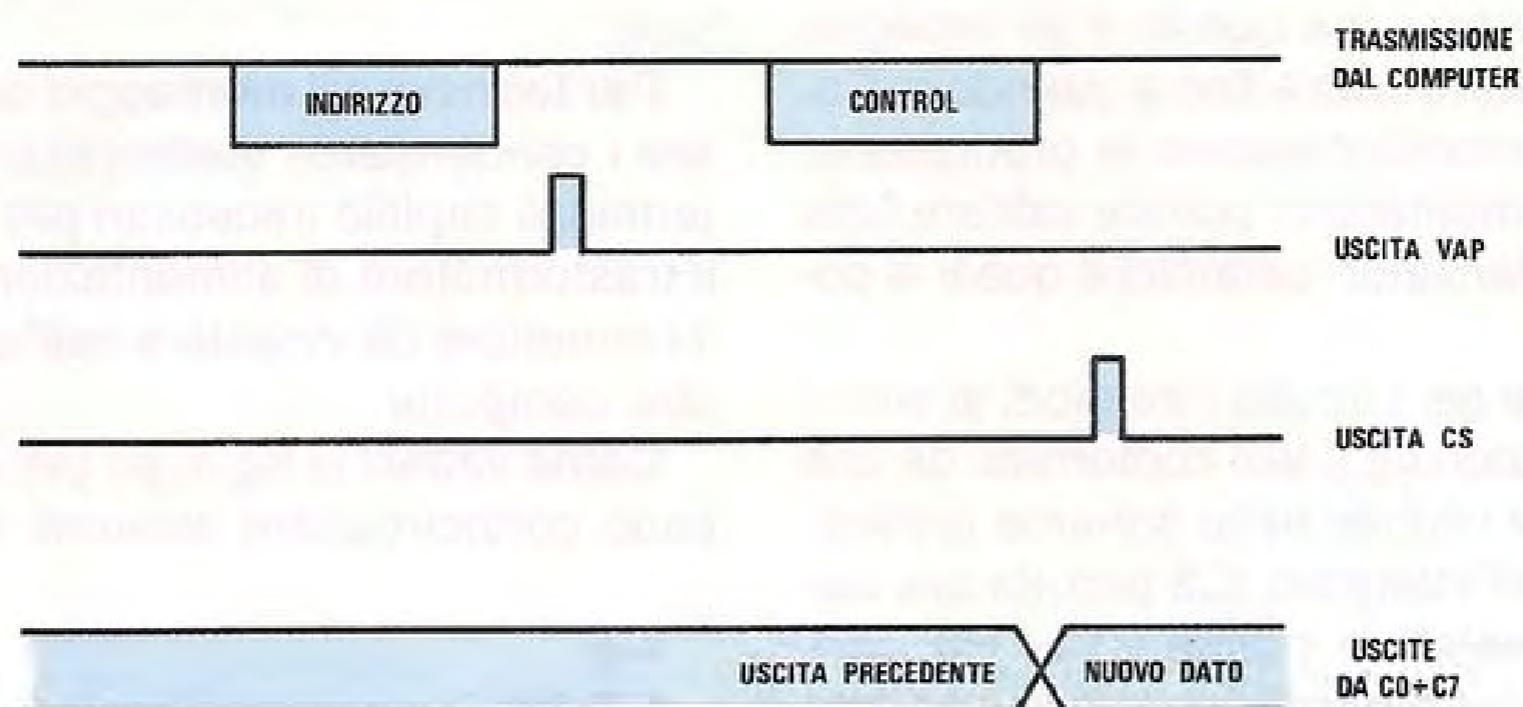 TRASMISSIONE
DAL COMPUTER
INDIRIZZO
CONTROL
USCITA VAP
USCITA CS
USCITA PRECEDENTE
NUOVO DATO
USCITE
DA C0÷C7